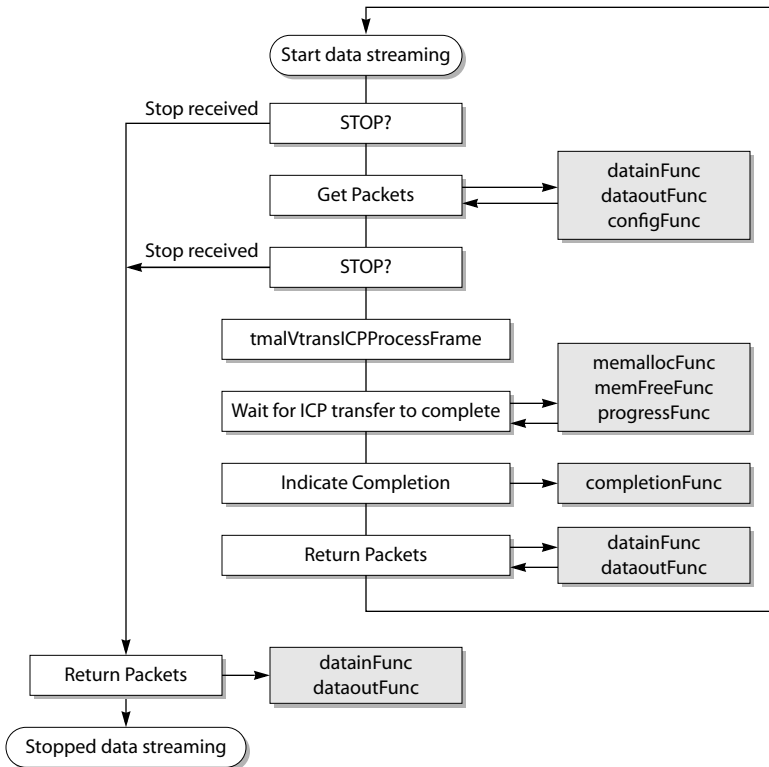 Start data streaming
Stop received
STOP?
Get Packets
datainFunc
dataoutFunc
configFunc
Stop received
STOP?
tmalVtransICPProcessFrame
memallocFunc
memFreeFunc
progressFunc
Wait for ICP transfer to complete
Indicate Completion
completionFunc
Return Packets
datainFunc
dataoutFunc
Return Packets
datainFunc
dataoutFunc
Stopped data streaming